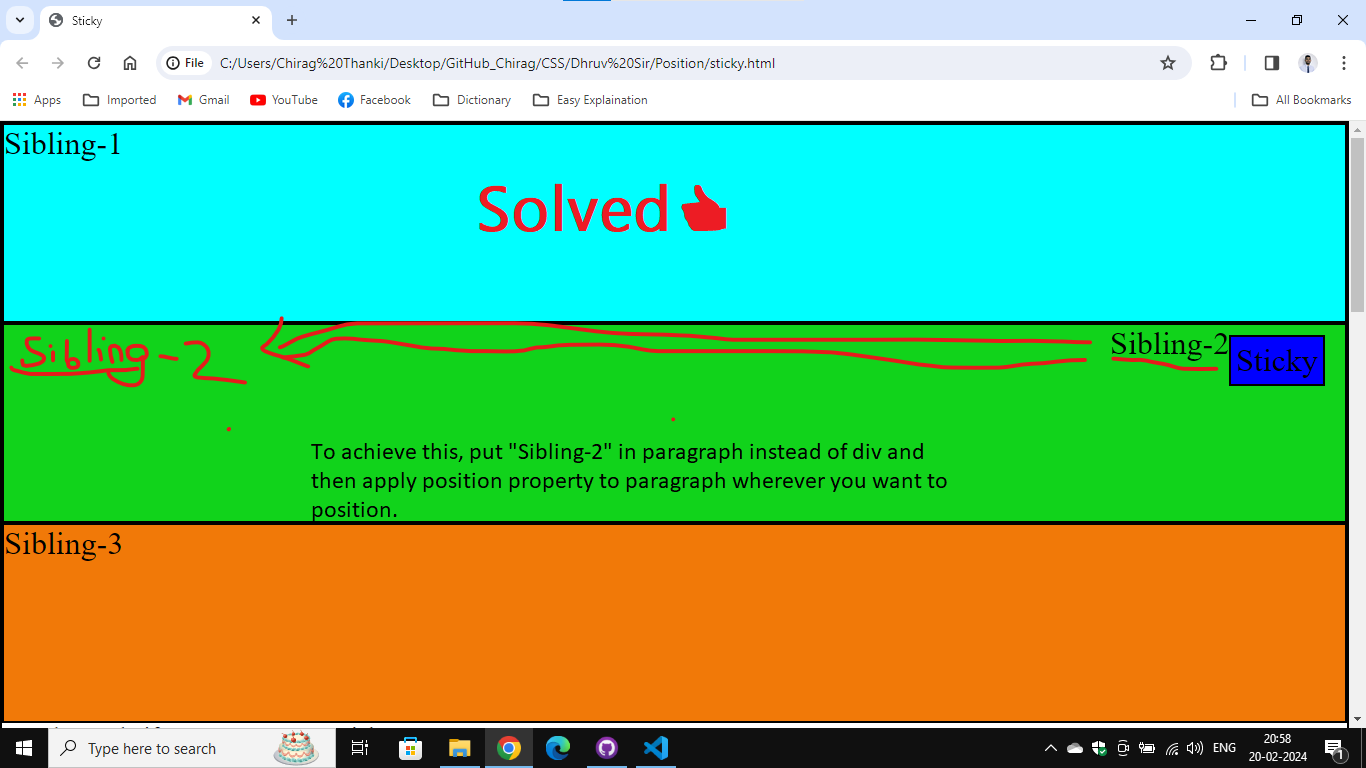 Sticky
File C:/Users/Chirag%20Thanki/Desktop/GitHub_Chirag/CSS/Dhruv%20Sir/Position/sticky.html
Apps Imported Gmail YouTube Facebook Dictionary Easy Explaination All Bookmarks
Sibling-1
Solved
Sibling-2 Sibling-2 Sticky
To achieve this, put "Sibling-2" in paragraph instead of div and
then apply position property to paragraph wherever you want to
position.
Sibling-3
Type here to search ENG 20:58
20-02-2024 1